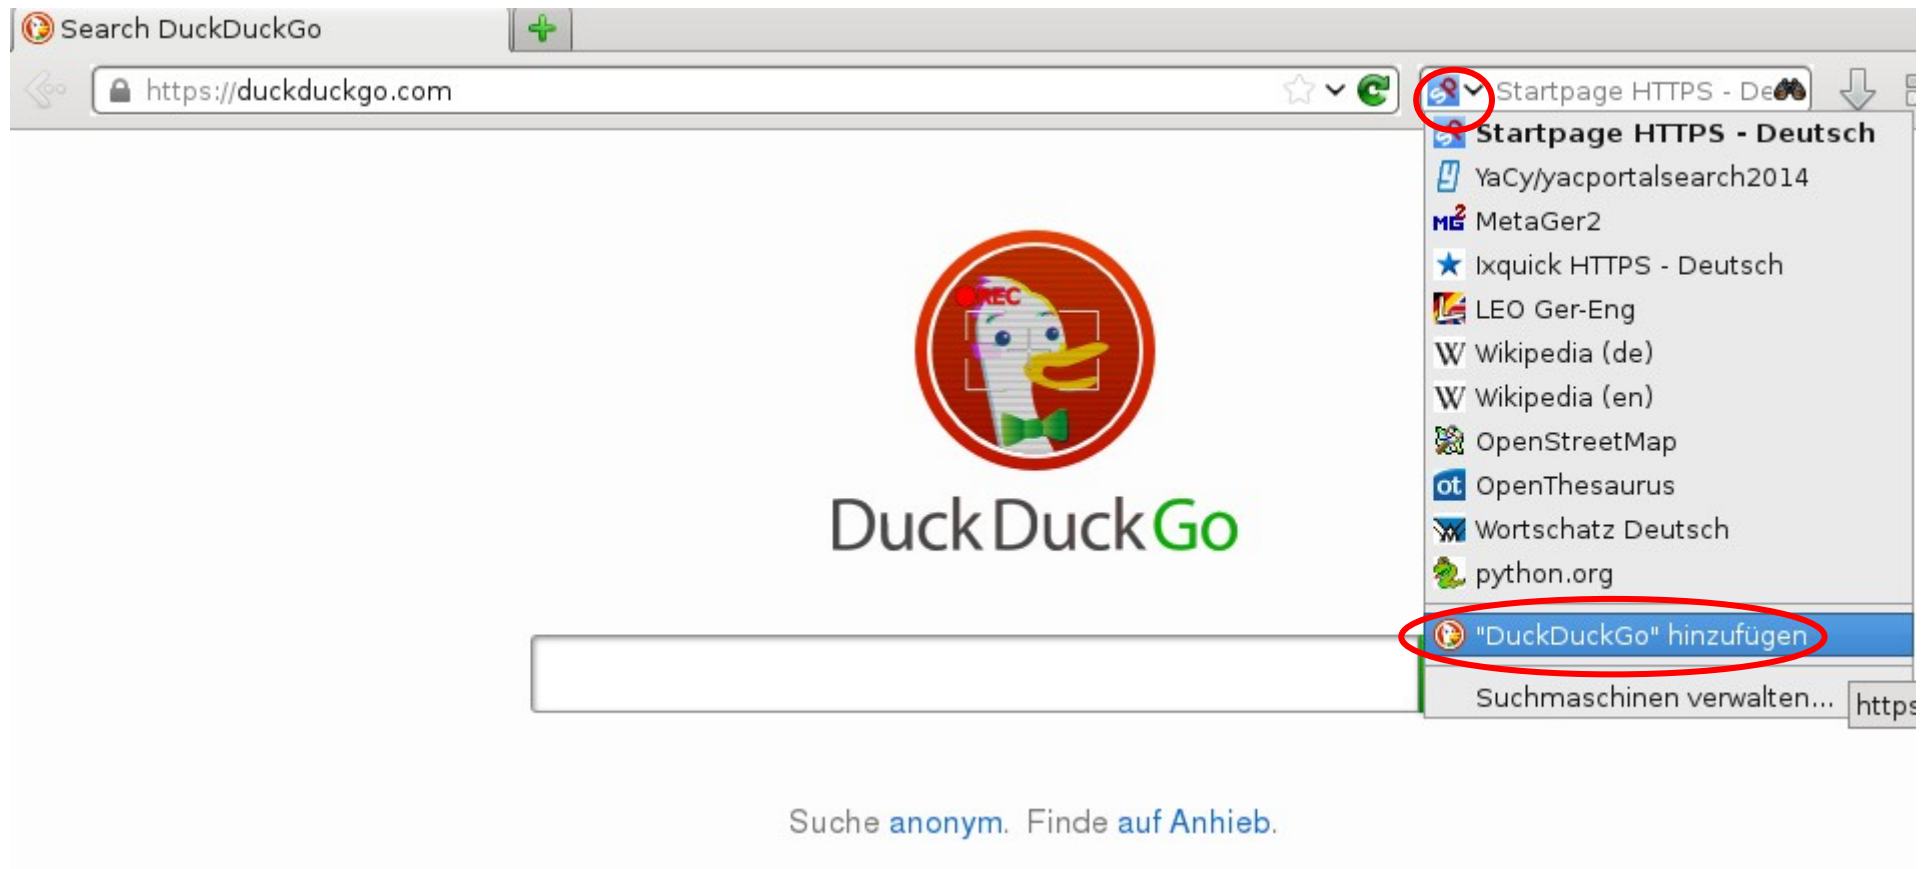 Search DuckDuckGo
https://duckduckgo.com
Startpage HTTPS - De
Startpage HTTPS - Deutsch
YaCy/yacportalsearch2014
MG2 MetaGer2
Ixquick HTTPS - Deutsch
LEO Ger-Eng
W Wikipedia (de)
W Wikipedia (en)
OpenStreetMap
ot OpenThesaurus
Wortschatz Deutsch
python.org
"DuckDuckGo" hinzufügen
Suchmaschinen verwalten...
https
REC
DuckDuckGo
Suche anonym. Finde auf Anhieb.